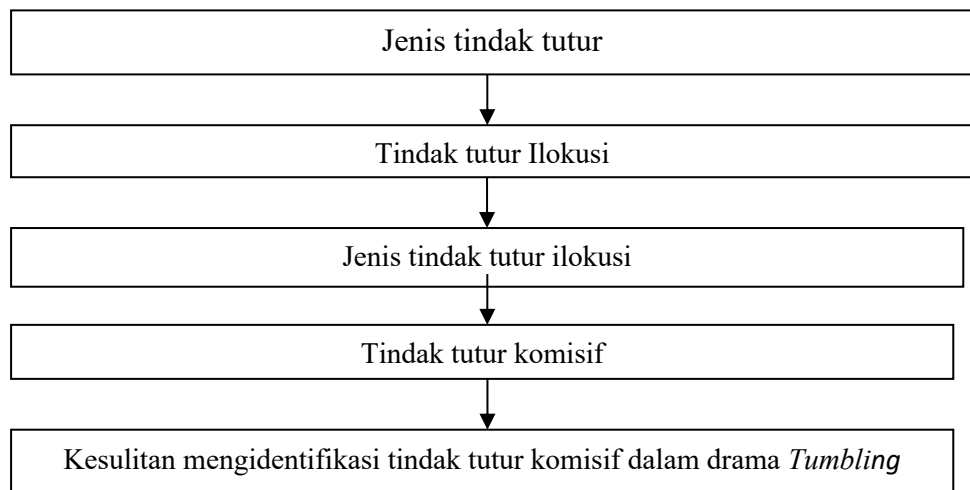 Jenis tindak tutur
Tindak tutur Ilokusi
Jenis tindak tutur ilokusi
Tindak tutur komisif
Kesulitan mengidentifikasi tindak tutur komisif dalam drama Tumbling